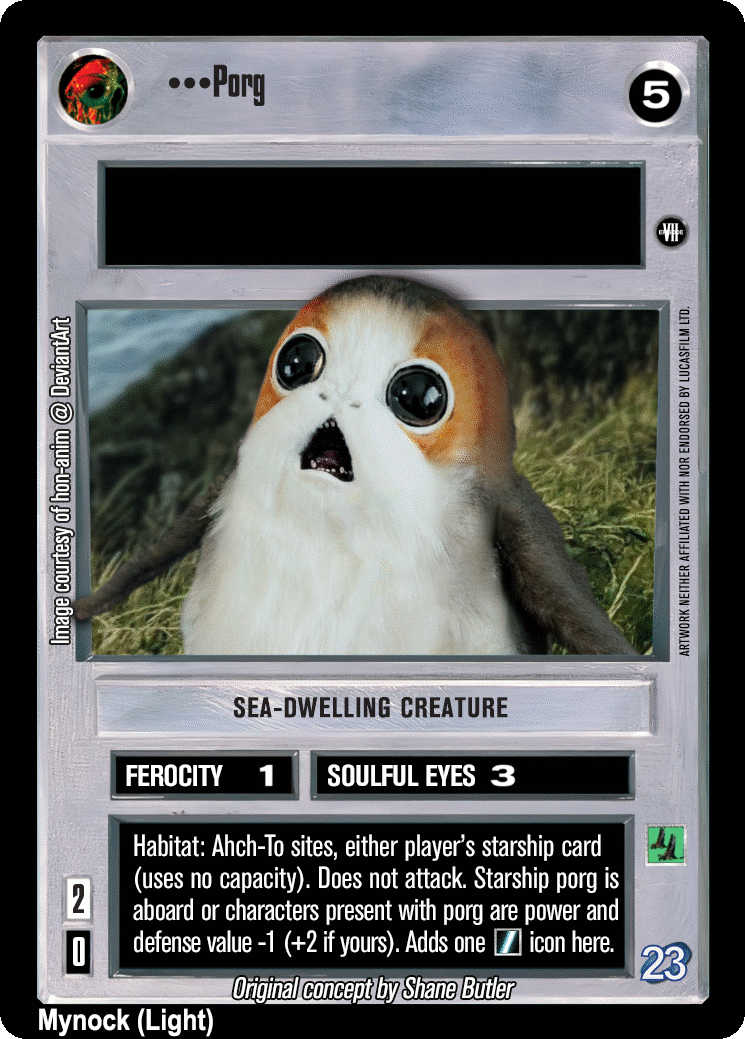 •••Porg
5
EPISODE VII
Image courtesy of hon-anim @ DeviantArt
ARTWORK NEITHER AFFILIATED WITH NOR ENDORSED BY LUCASFILM LTD.
SEA-DWELLING CREATURE
FEROCITY 1
SOULFUL EYES 3
Habitat: Ahch-To sites, either player's starship card
(uses no capacity). Does not attack. Starship porg is
aboard or characters present with porg are power and
defense value -1 (+2 if yours). Adds one icon here.
2
0
23
Original concept by Shane Butler
Mynock (Light)